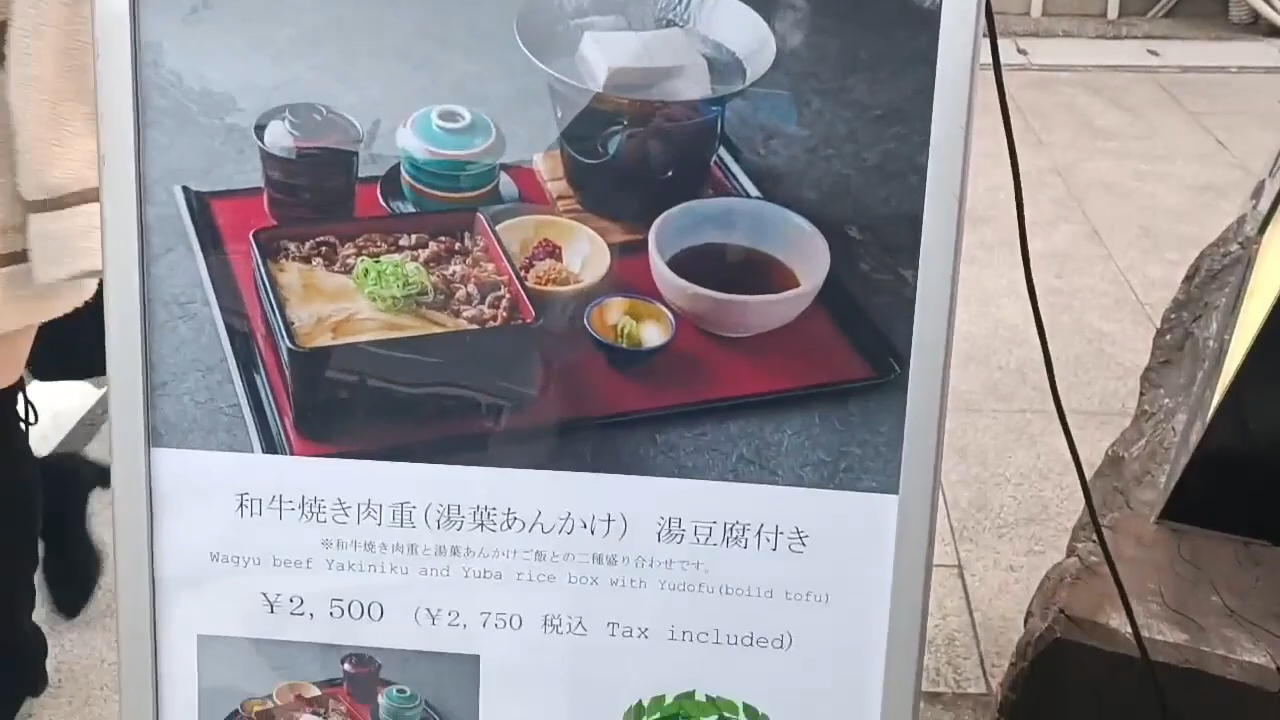 和牛焼き肉重(湯葉あんかけ) 湯豆腐付き
※和牛焼き肉重と湯葉あんかけご飯との二種盛り合わせです。
Wagyu beef Yakiniku and Yuba rice box with Yudofu(boild tofu)
￥2,500 (￥2,750 税込 Tax included)